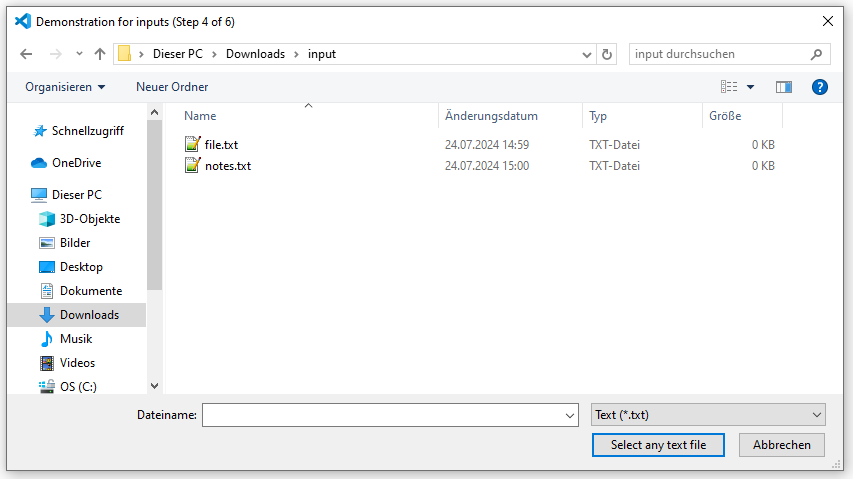 Demonstration for inputs (Step 4 of 6)
Dieser PC > Downloads > input
input durchsuchen
Organisieren
Neuer Ordner
?
Name Änderungsdatum Typ Größe
file.txt 24.07.2024 14:59 TXT-Datei 0 KB
notes.txt 24.07.2024 15:00 TXT-Datei 0 KB
Schnellzugriff
OneDrive
Dieser PC
3D-Objekte
Bilder
Desktop
Dokumente
Downloads
Musik
Videos
OS (C:)
Dateiname:
Text (*.txt)
Select any text file
Abbrechen